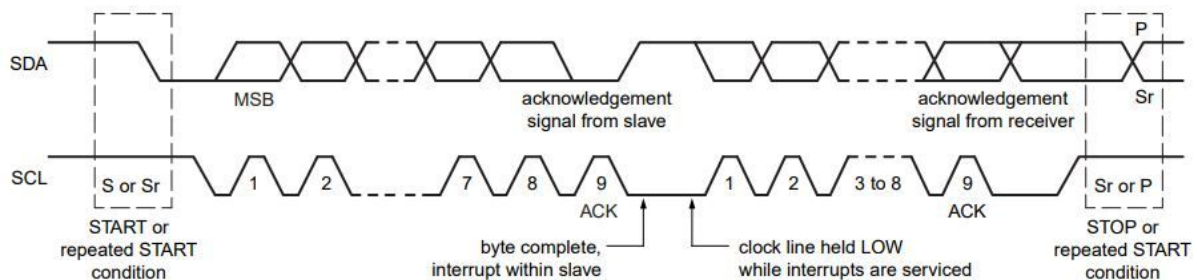 P
SDA
MSB
acknowledgement
signal from slave
acknowledgement
signal from receiver
Sr
SCL
S or Sr
1
2
7
8
9
1
2
3 to 8
9
Sr or P
ACK
ACK
START or
repeated START
condition
byte complete,
interrupt within slave
clock line held LOW
while interrupts are serviced
STOP or
repeated START
condition